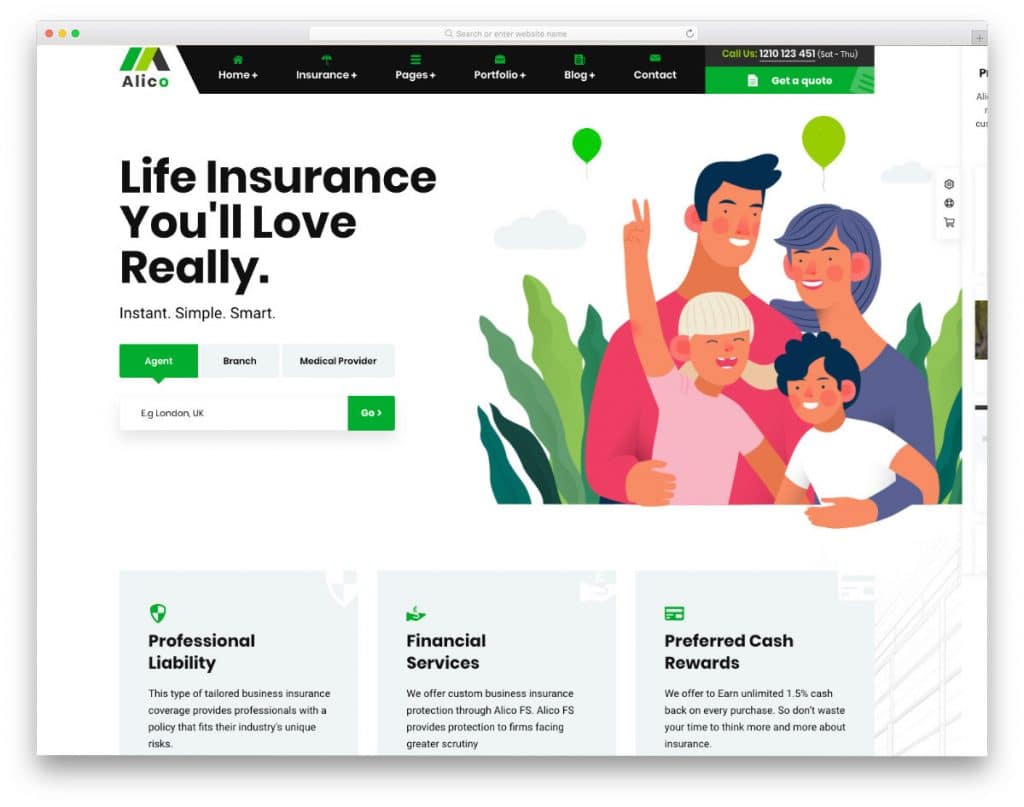 Search or enter website name
Alico
Home +
Insurance +
Pages +
Portfolio +
Blog +
Contact
Call Us: 1210 123 451 (Sat - Thu)
Get a quote
Life Insurance
You'll Love
Really.
Instant. Simple. Smart.
Agent
Branch
Medical Provider
E.g London, UK
Go >
Professional
Liability
This type of tailored business insurance
coverage provides professionals with a
policy that fits their industry's unique
risks.
Financial
Services
We offer custom business insurance
protection through Alico FS. Alico FS
provides protection to firms facing
greater scrutiny
Preferred Cash
Rewards
We offer to Earn unlimited 1.5% cash
back on every purchase. So don't waste
your time to think more and more about
insurance.